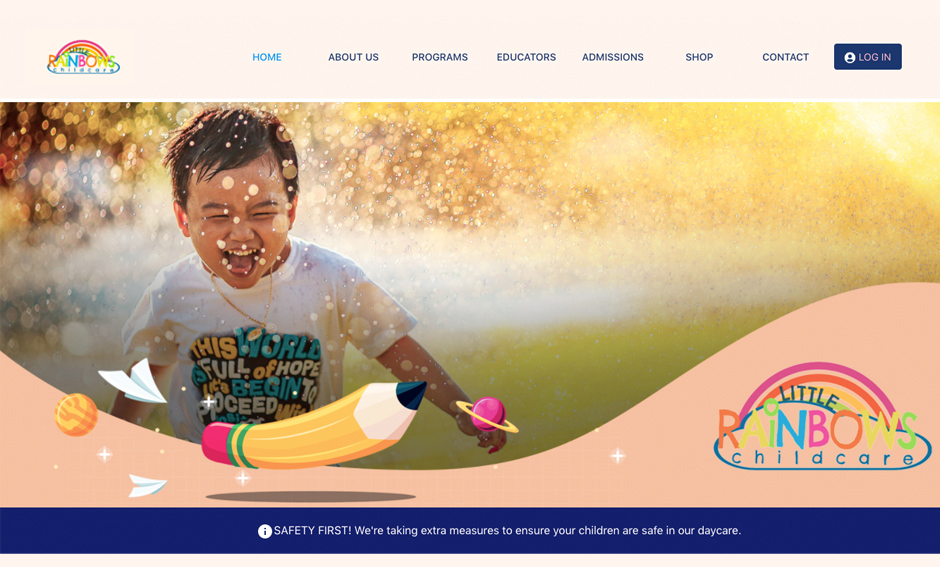 LITTLE
RAiNBOWS
childcare
HOME
ABOUT US
PROGRAMS
EDUCATORS
ADMISSIONS
SHOP
CONTACT
LOG IN
THIS WORLD
FULL of HOPE
LET'S BEGIN TO
LITTLE
RAiNBOWS
childcare
SAFETY FIRST! We're taking extra measures to ensure your children are safe in our daycare.